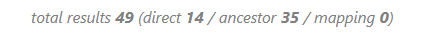 total results 49 (direct 14 / ancestor 35 / mapping 0)